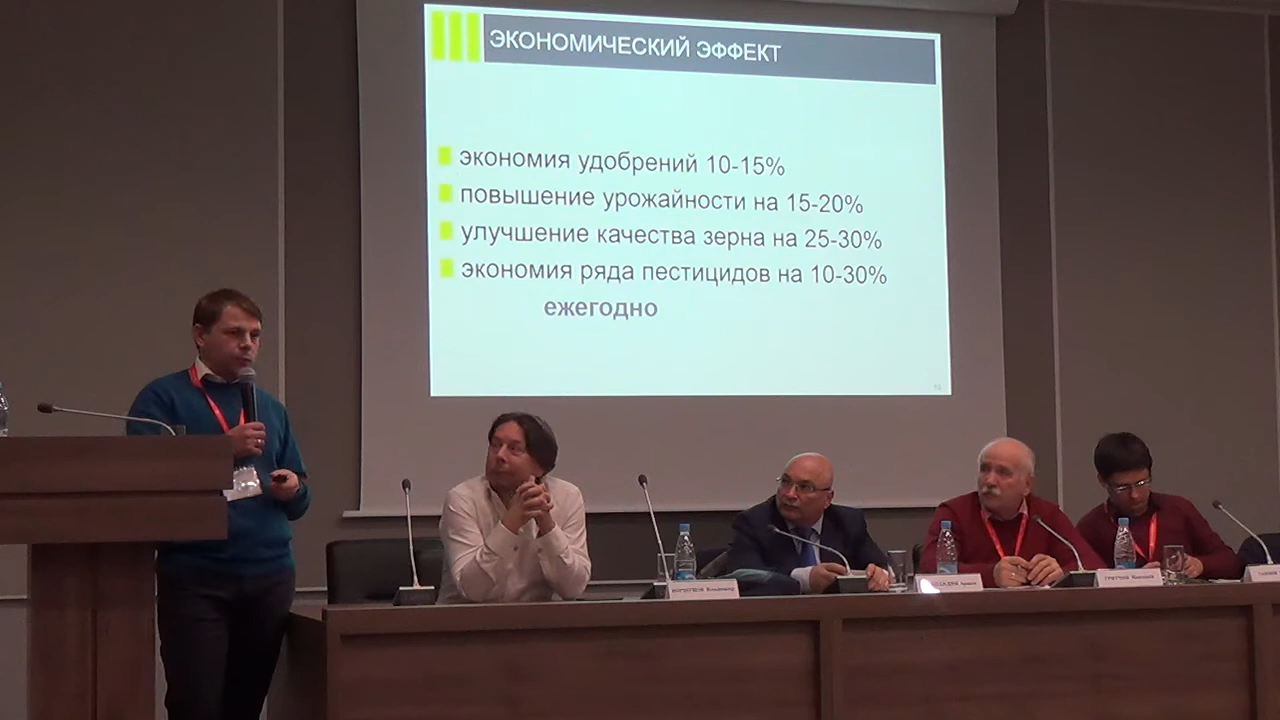 ЭКОНОМИЧЕСКИЙ ЭФФЕКТ
экономия удобрений 10-15%
повышение урожайности на 15-20%
улучшение качества зерна на 25-30%
экономия ряда пестицидов на 10-30%
ежегодно
Владимир